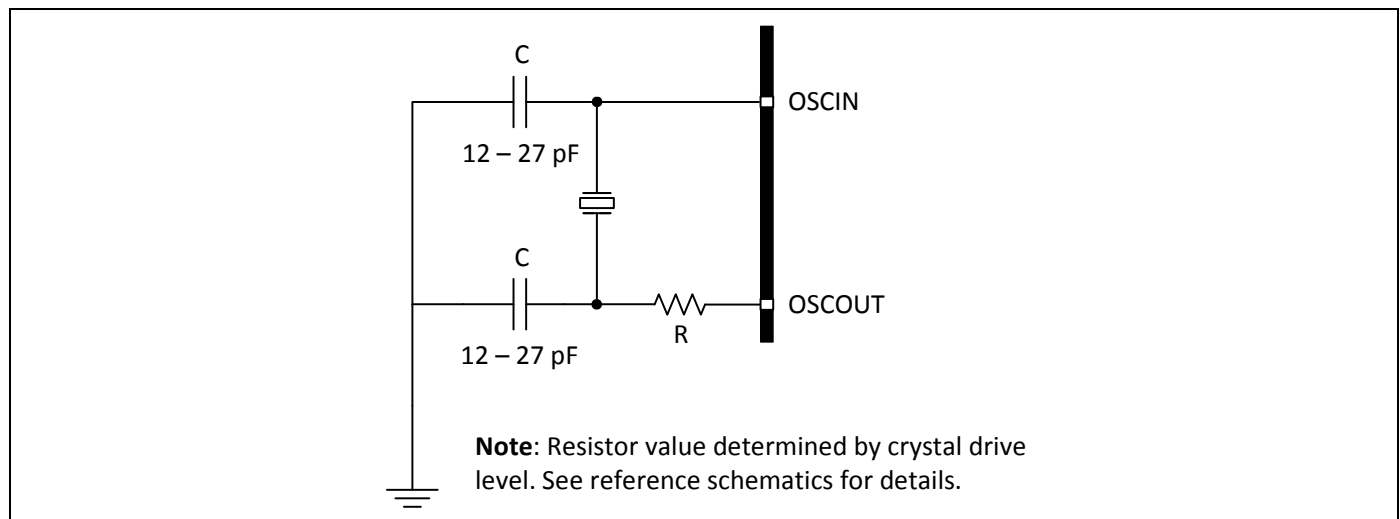 C
OSCIN
12 – 27 pF
C
OSCOUT
R
12 – 27 pF
Note: Resistor value determined by crystal drive
level. See reference schematics for details.